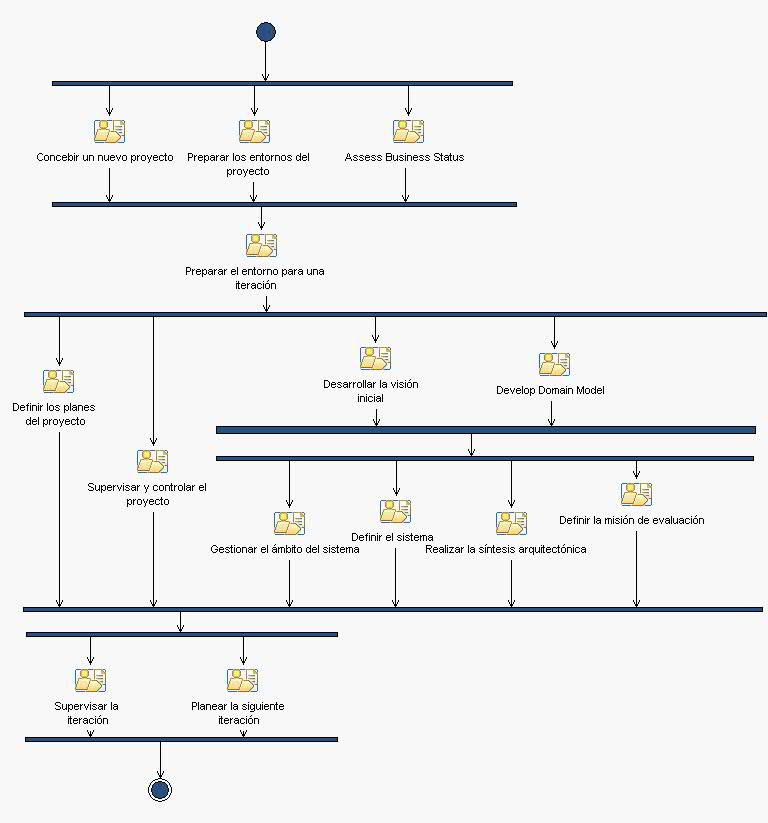 Concebir un nuevo proyecto
Preparar los entornos del
proyecto
Assess Business Status
Preparar el entorno para una
iteración
Desarrollar la visión
inicial
Develop Domain Model
Definir los planes
del proyecto
Supervisar y controlar el
proyecto
Gestionar el ámbito del sistema
Definir el sistema
Realizar la síntesis arquitectónica
Definir la misión de evaluación
Supervisar la
iteración
Planear la siguiente
iteración